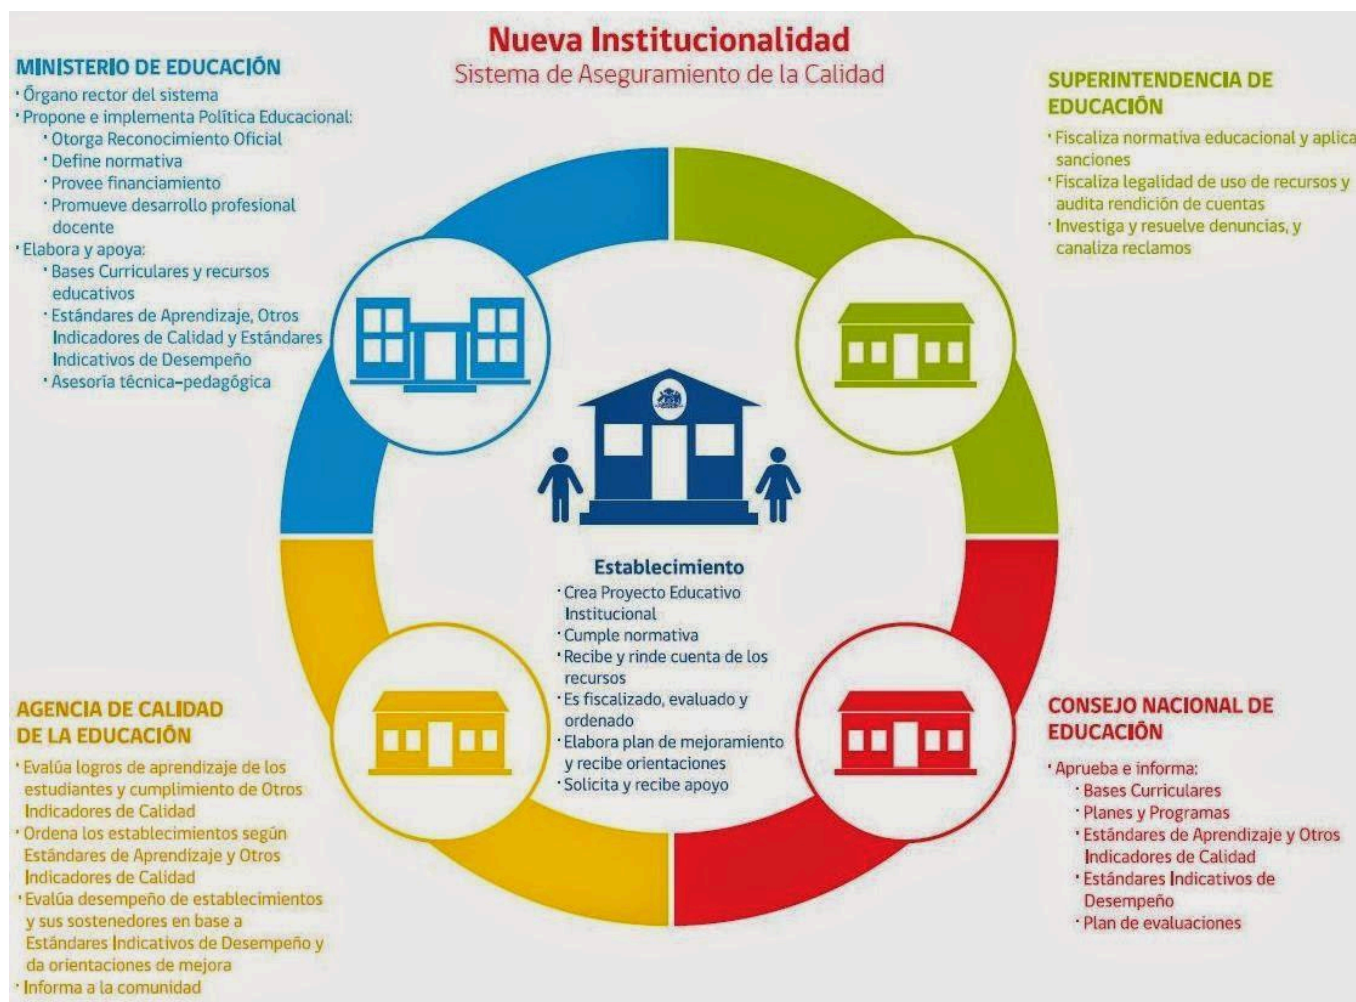 Nueva Institucionalidad
Sistema de Aseguramiento de la Calidad
MINISTERIO DE EDUCACIÓN
· Órgano rector del sistema
· Propone e implementa Política Educacional:
· Otorga Reconocimiento Oficial
· Define normativa
· Provee financiamiento
· Promueve desarrollo profesional
docente
· Elabora y apoya:
· Bases Curriculares y recursos
educativos
· Estándares de Aprendizaje, Otros
Indicadores de Calidad y Estándares
Indicativos de Desempeño
· Asesoría técnica-pedagógica
SUPERINTENDENCIA DE
EDUCACIÓN
· Fiscaliza normativa educacional y aplica
sanciones
· Fiscaliza legalidad de uso de recursos y
audita rendición de cuentas
· Investiga y resuelve denuncias, y
canaliza reclamos
Establecimiento
· Crea Proyecto Educativo
Institucional
· Cumple normativa
· Recibe y rinde cuenta de los
recursos
· Es fiscalizado, evaluado y
ordenado
· Elabora plan de mejoramiento
y recibe orientaciones
· Solicita y recibe apoyo
AGENCIA DE CALIDAD
DE LA EDUCACIÓN
· Evalúa logros de aprendizaje de los
estudiantes y cumplimiento de Otros
Indicadores de Calidad
· Ordena los establecimientos según
Estándares de Aprendizaje y Otros
Indicadores de Calidad
· Evalúa desempeño de establecimientos
y sus sostenedores en base a
Estándares Indicativos de Desempeño y
da orientaciones de mejora
· Informa a la comunidad
CONSEJO NACIONAL DE
EDUCACIÓN
· Aprueba e informa:
· Bases Curriculares
· Planes y Programas
· Estándares de Aprendizaje y Otros
Indicadores de Calidad
· Estándares Indicativos de
Desempeño
· Plan de evaluaciones